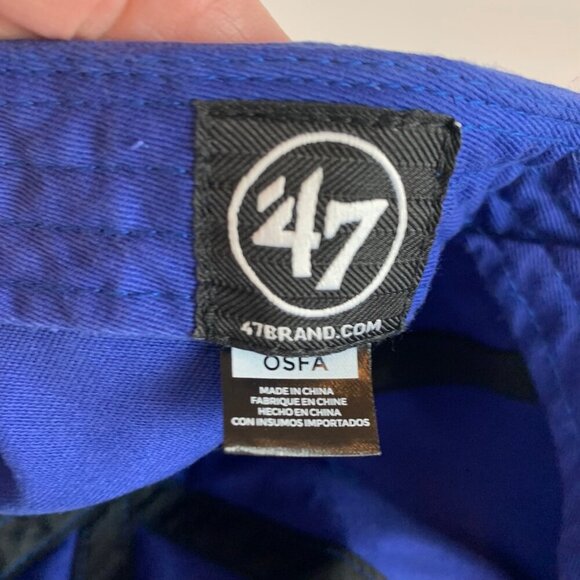 '47
47BRAND.COM
OSFA
MADE IN CHINA
FABRIQUE EN CHINE
HECHO EN CHINA
CON INSUMOS IMPORTADOS